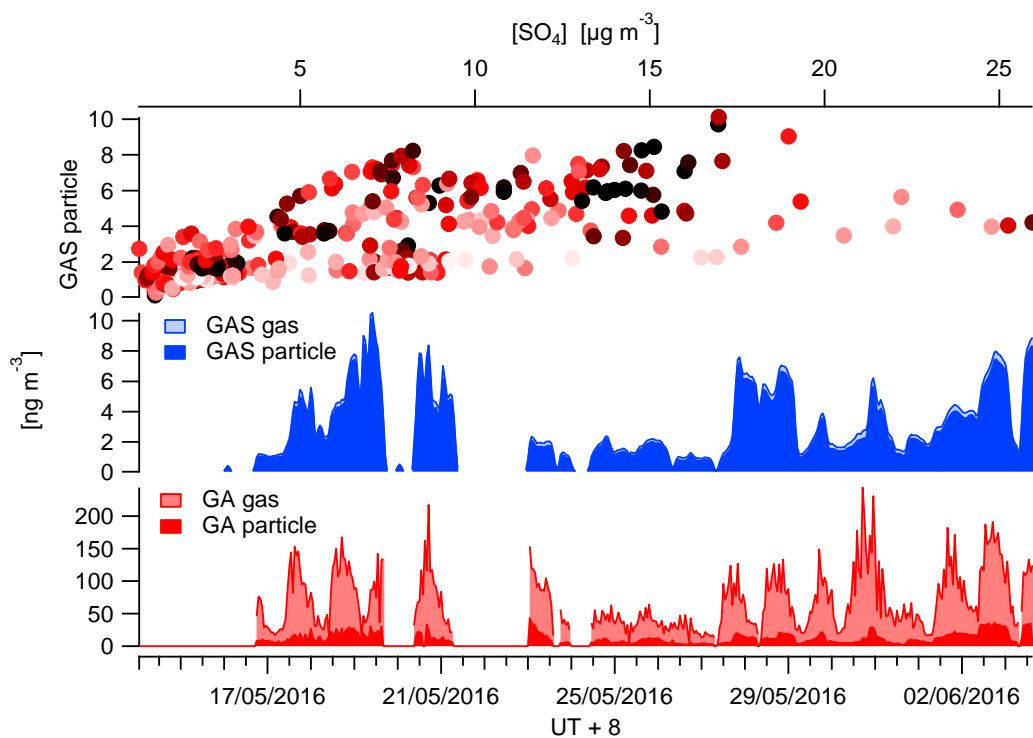 [SO4] [µg m-3]
5 10 15 20 25
GAS particle
10
8
6
4
2
0
[ng m-3]
GAS gas
GAS particle
10
8
6
4
2
0
GA gas
GA particle
200
150
100
50
0
17/05/2016 21/05/2016 25/05/2016 29/05/2016 02/06/2016
UT + 8